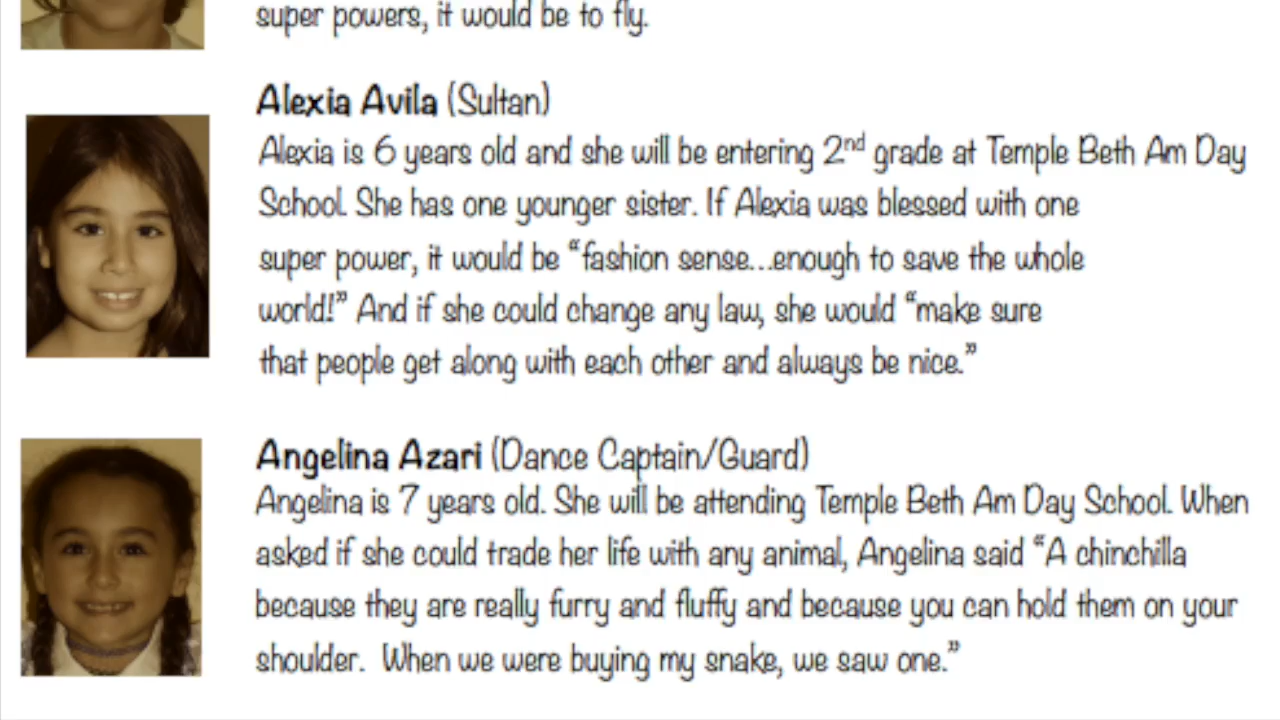 super powers, it would be to fly.
Alexia Avila (Sultan)
Alexia is 6 years old and she will be entering 2nd grade at Temple Beth Am Day
School. She has one younger sister. If Alexia was blessed with one
super power, it would be “fashion sense...enough to save the whole
world!” And if she could change any law, she would “make sure
that people get along with each other and always be nice.”
Angelina Azari (Dance Captain/Guard)
Angelina is 7 years old. She will be attending Temple Beth Am Day School. When
asked if she could trade her life with any animal, Angelina said “A chinchilla
because they are really furry and fluffy and because you can hold them on your
shoulder. When we were buying my snake, we saw one.”